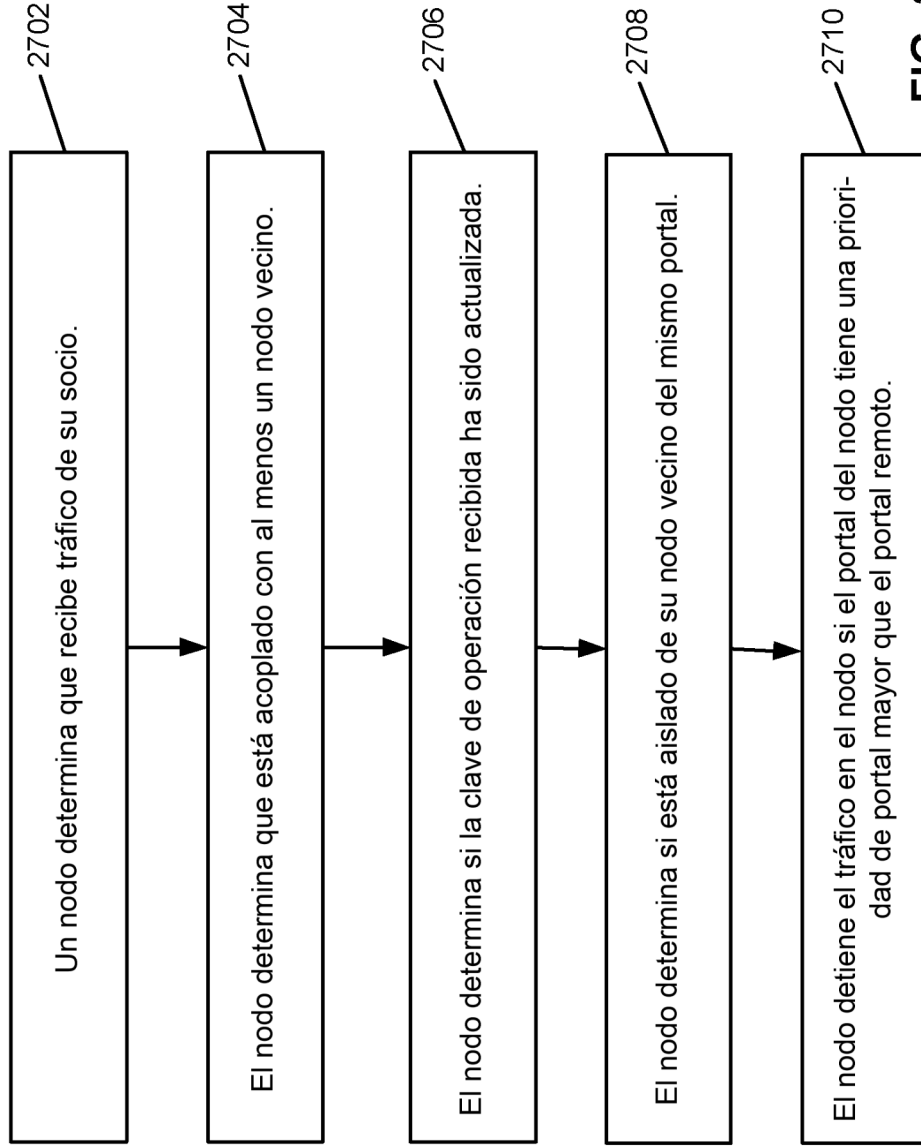 2702
Un nodo determina que recibe tráfico de su socio.
2704
El nodo determina que está acoplado con al menos un nodo vecino.
2706
El nodo determina si la clave de operación recibida ha sido actualizada.
2708
El nodo determina si está aislado de su nodo vecino del mismo portal.
2710
El nodo detiene el tráfico en el nodo si el portal del nodo tiene una priori-
dad de portal mayor que el portal remoto.
FIG.